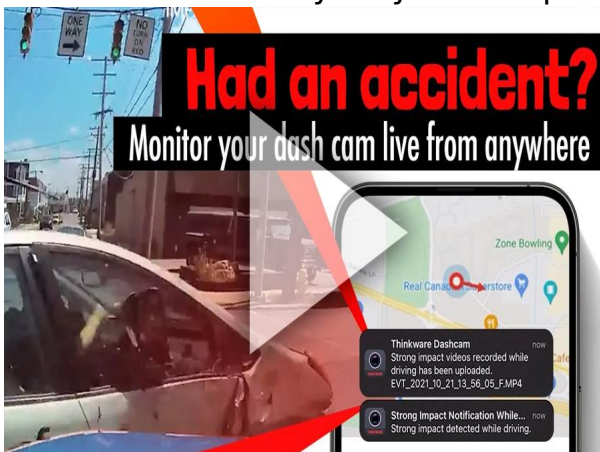 ONE
WAY
NO
TURN
ON
RED
Had an accident?
Monitor your dash cam live from anywhere
Zone Bowling
Real Canadian Superstore
Thinkware Dashcam now
Strong impact videos recorded while
driving has been uploaded.
EVT_2021_10_21_13_56_05_F.MP4
Cafe
Strong Impact Notification While... now
Strong impact detected while driving.